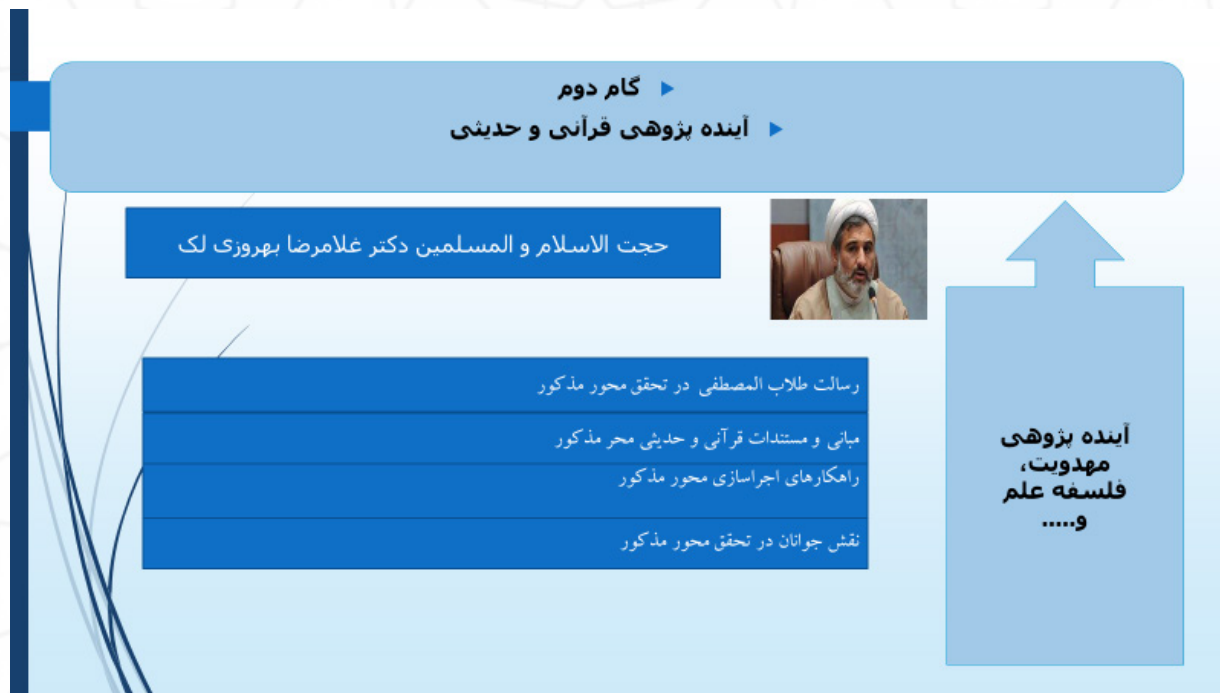 گام دوم
آینده پژوهی قرآنی و حدیثی
حجت الاسلام و المسلمین دکتر غلامرضا بهروزی لک
رسالت طلاب المصطفی در تحقق محور مذکور
مبانی و مستندات قرآنی و حدیثی محر مذکور
راهکارهای اجراسازی محور مذکور
نقش جوانان در تحقق محور مذکور
آینده پژوهی
مهدویت،
فلسفه علم
و.....